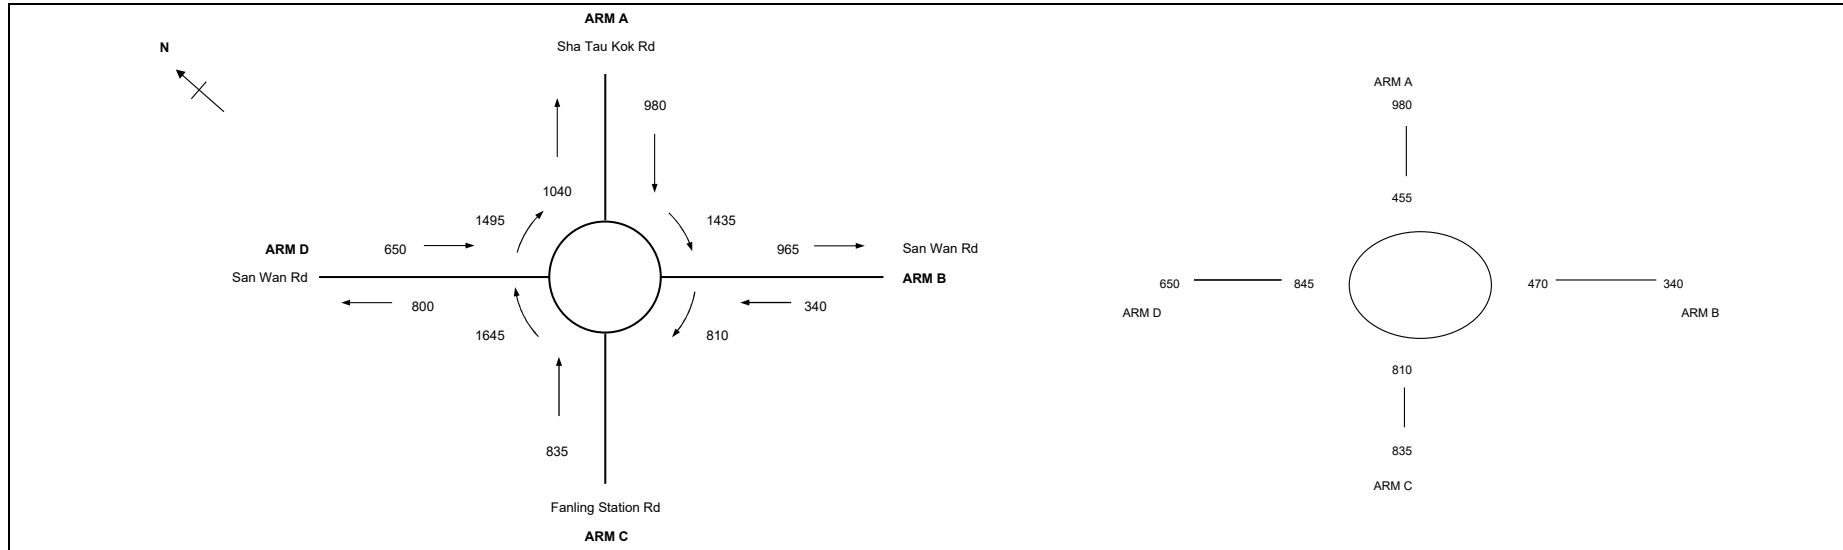 ARM A
N
Sha Tau Kok Rd
980
1040
1495
1435
ARM D
650
965
San Wan Rd
San Wan Rd
ARM B
800
340
1645
810
835
Fanling Station Rd
ARM C
ARM A
980
455
650
845
470
340
ARM D
ARM B
810
835
ARM C